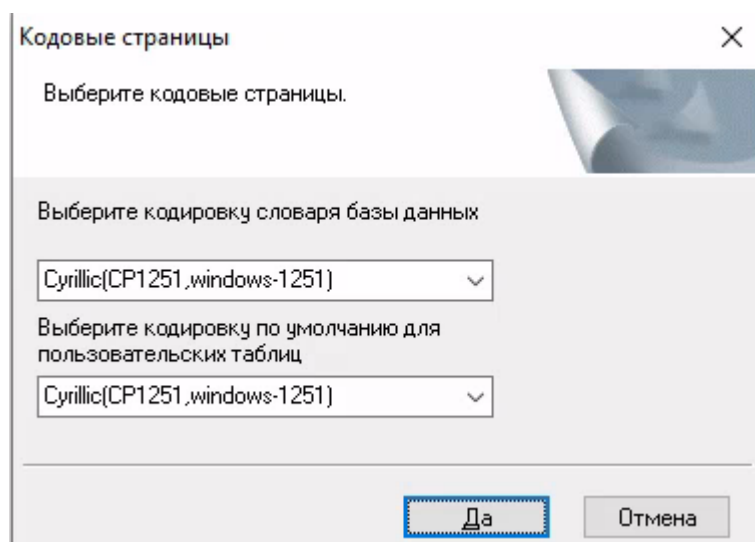 Кодовые страницы
Выберите кодовые страницы.
Выберите кодировку словаря базы данных
Cyrillic(CP1251,windows-1251)
Выберите кодировку по умолчанию для
пользовательских таблиц
Cyrillic(CP1251,windows-1251)
Да
Отмена